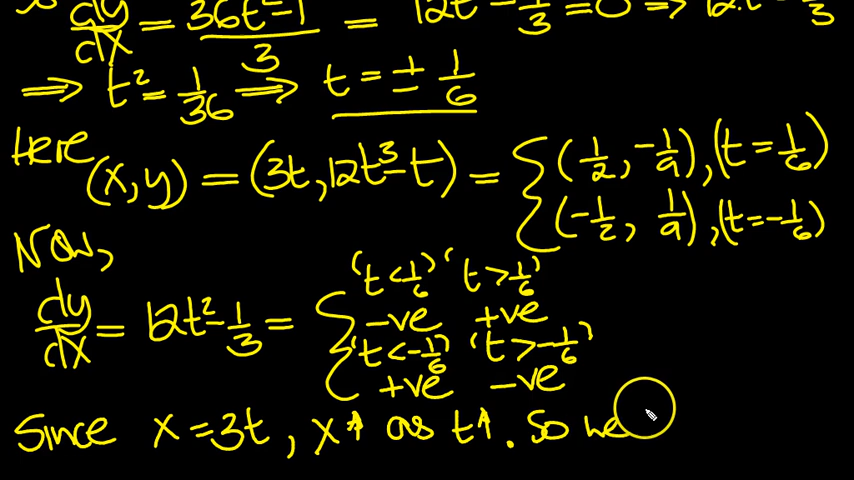 dy/dx = 36t²-1/3 = 12t²-1/3 = 0 ⇒ 12t²=1/3
⇒ t² = 1/36 ⇒ t = ± 1/6
Here (x,y) = (3t, 12t³-t) = { (1/2, -1/9), (t = 1/6)
(-1/2, 1/9), (t = -1/6)
Now,
't < 1/6' 't > 1/6'
dy/dx = 12t² - 1/3 = { -ve +ve
't < -1/6' 't > -1/6'
+ve -ve
Since x = 3t, x↑ as t↑. So we